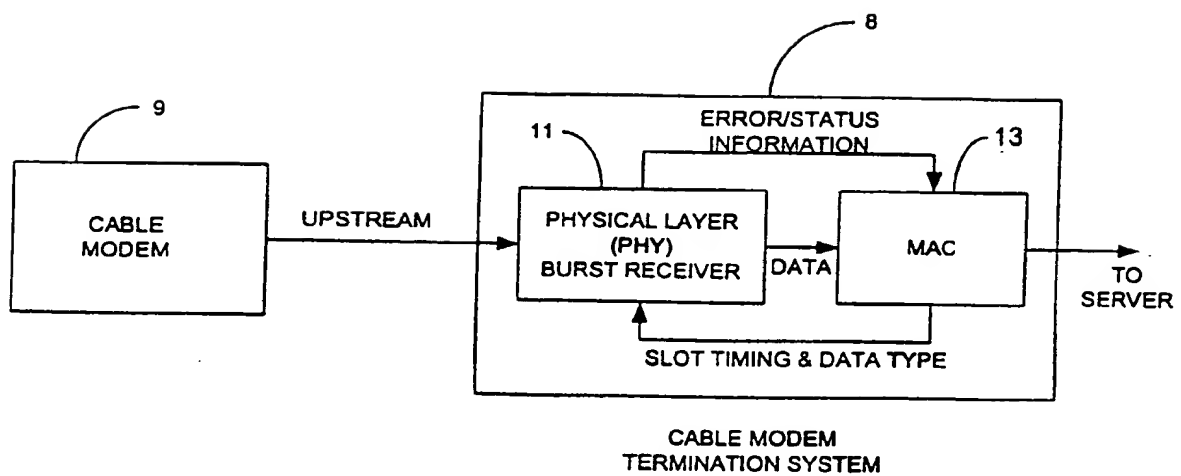 8
9
ERROR/STATUS
INFORMATION
11
13
CABLE
MODEM
UPSTREAM
PHYSICAL LAYER
(PHY)
BURST RECEIVER
DATA
MAC
TO
SERVER
SLOT TIMING & DATA TYPE
CABLE MODEM
TERMINATION SYSTEM